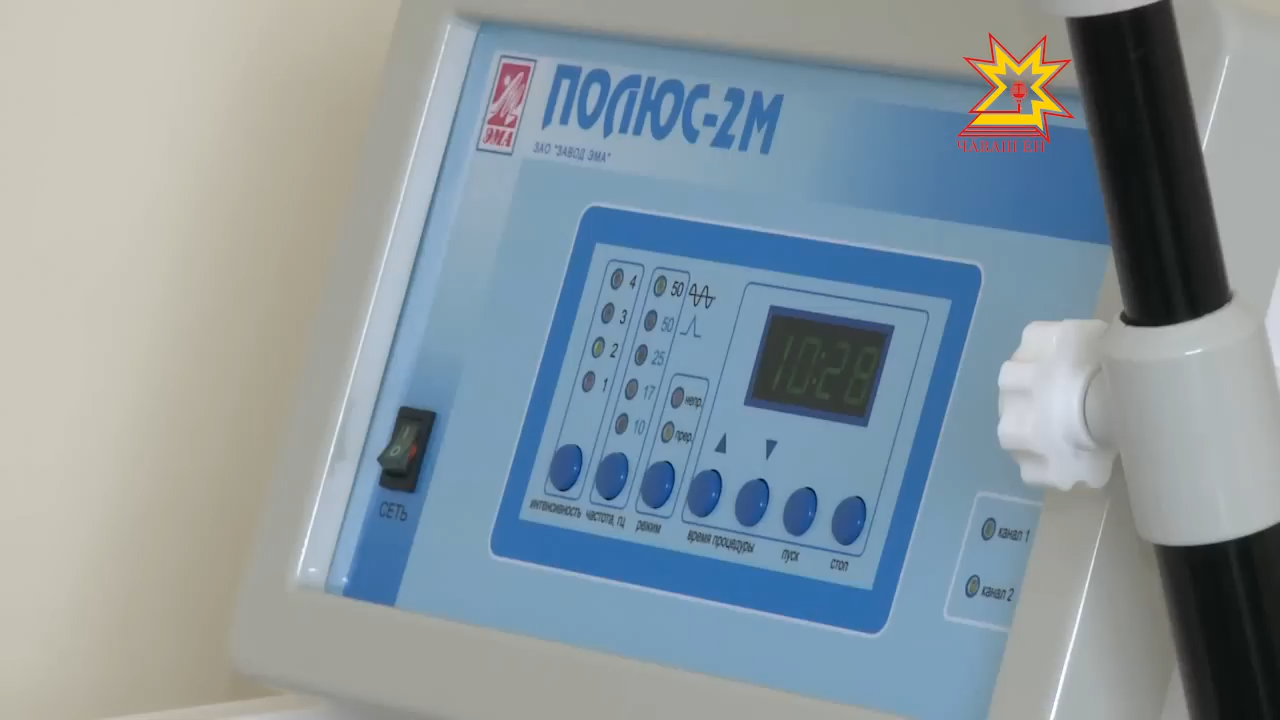 ПОЛЮС-2М
ЭМА
ЗАО "ЗАВОД ЭМА"
ЧӐВАШ ЕН
4
3
2
1
50
50
25
17
10
непр.
прер.
10:28
интенсивность
частота, гц
режим
время процедуры
пуск
стоп
СЕТЬ
канал 1
канал 2